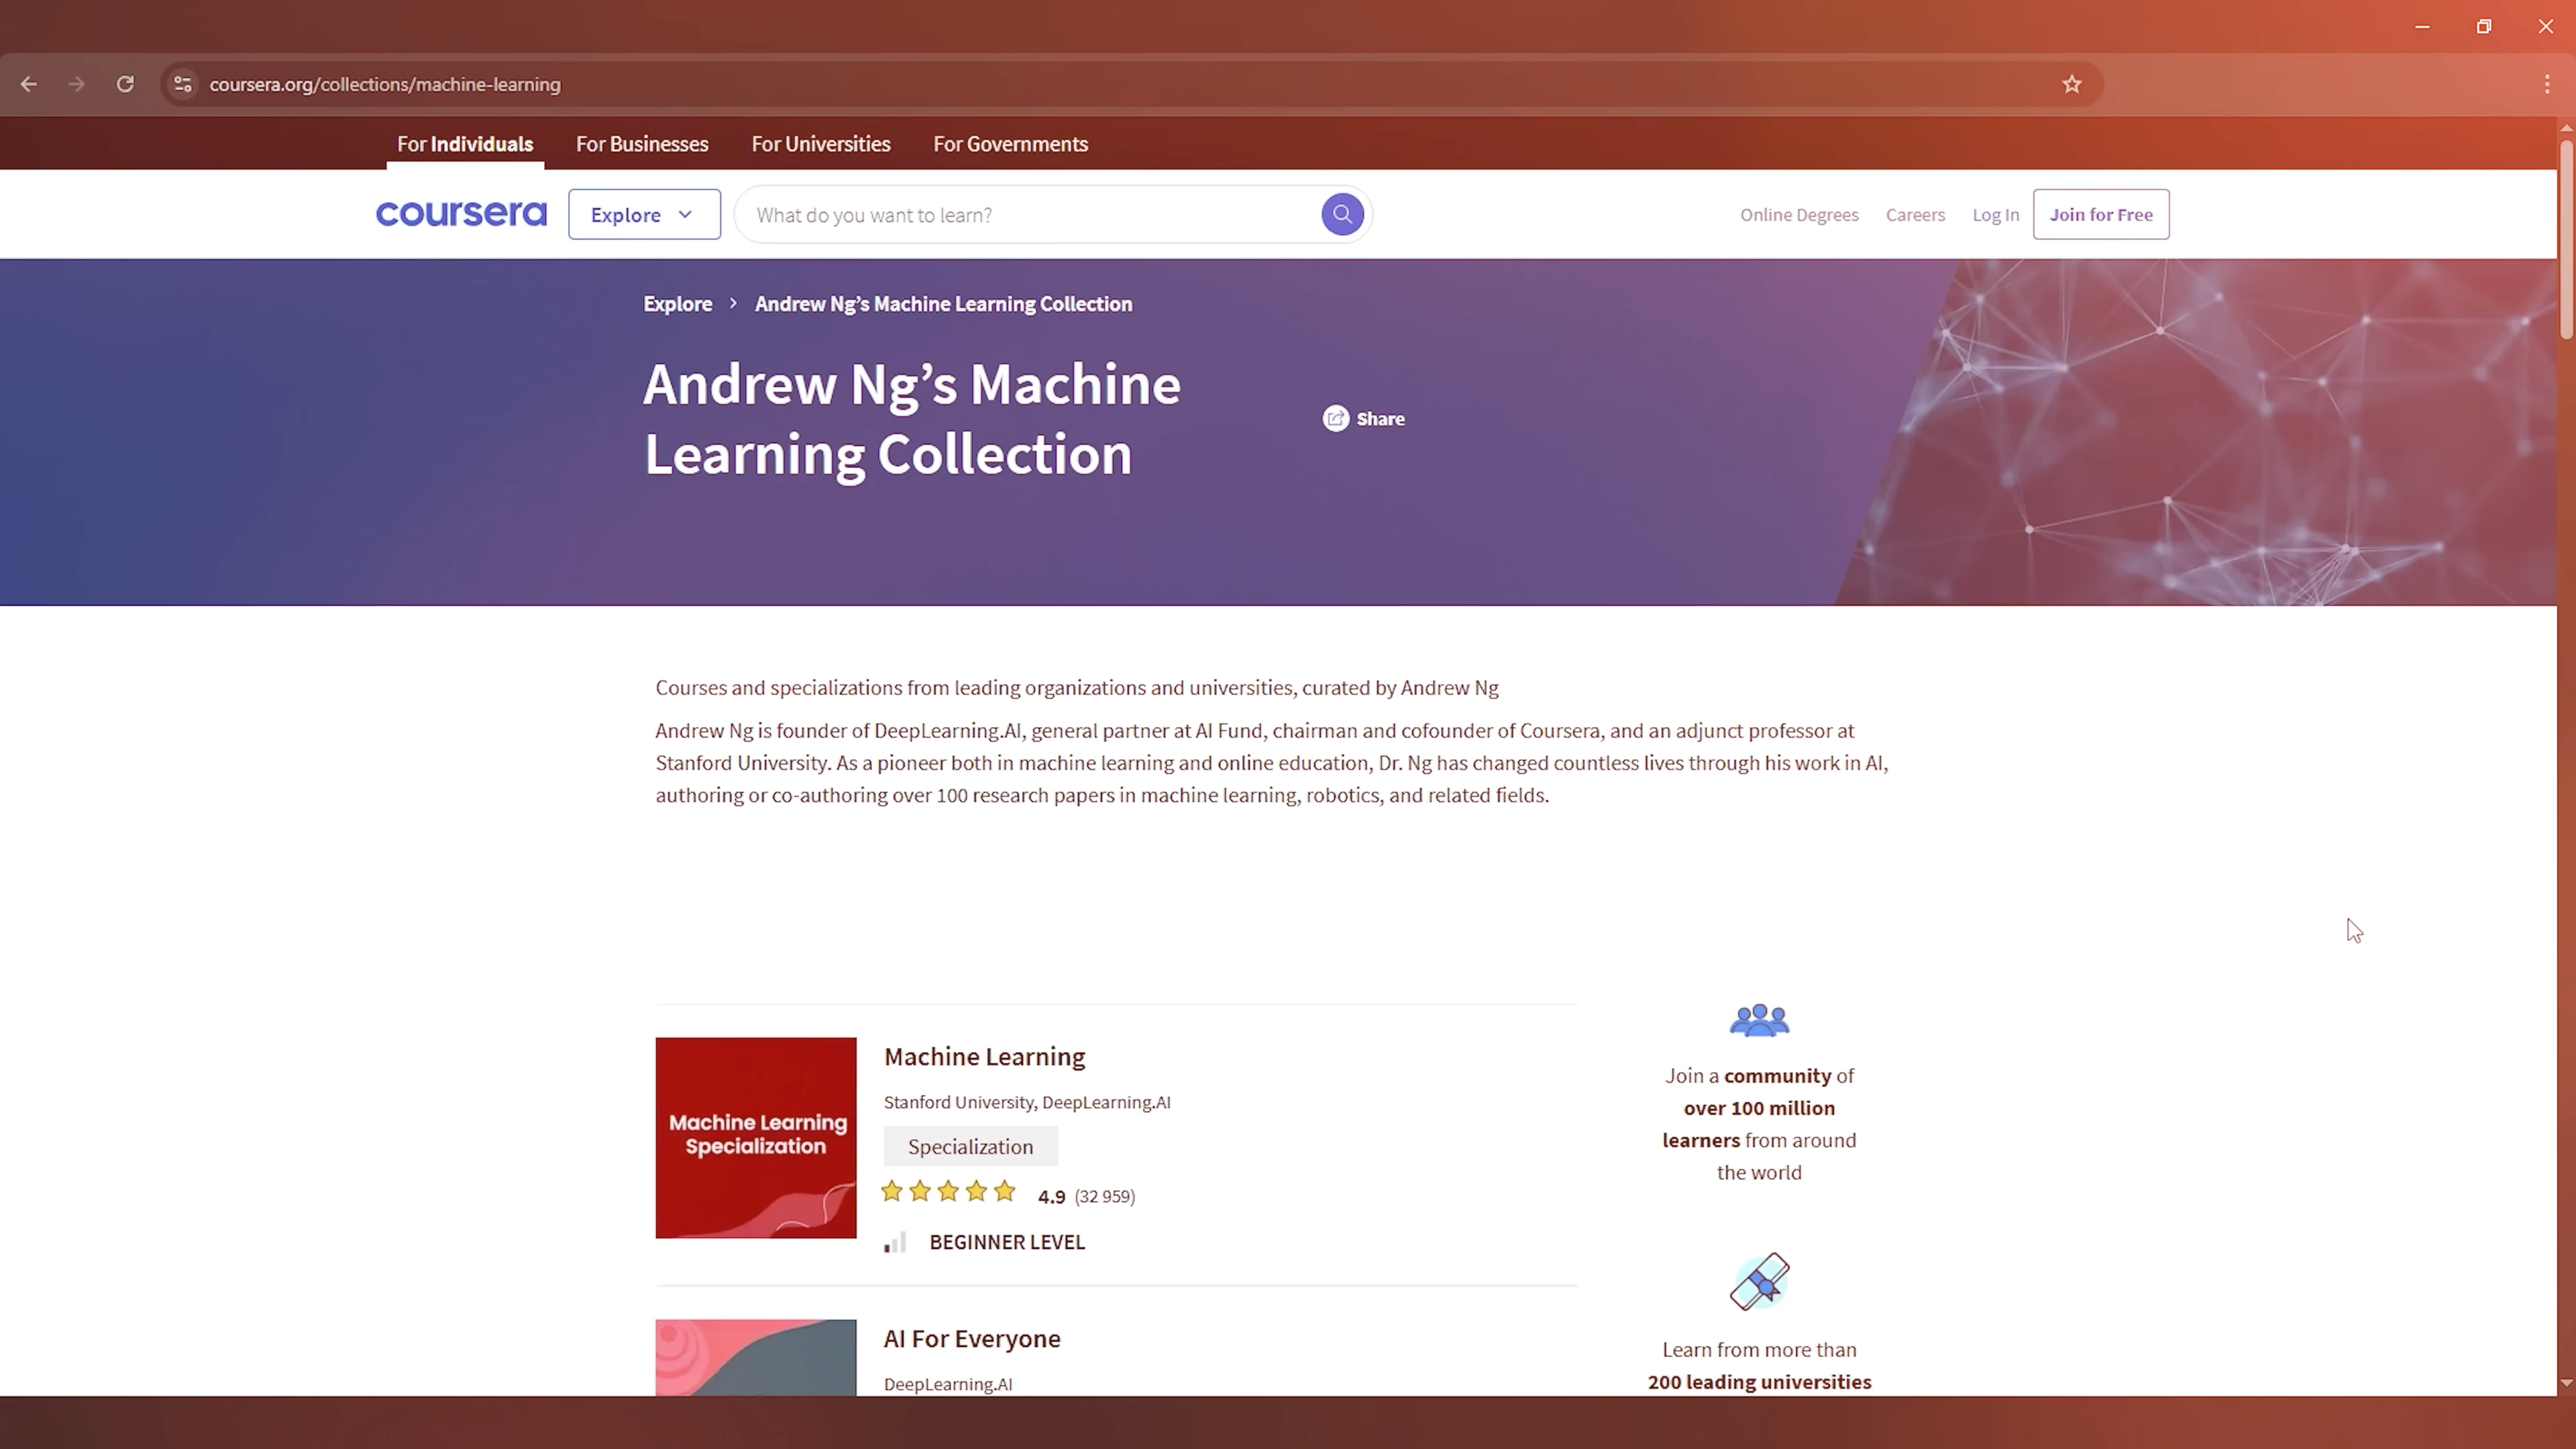 coursera.org/collections/machine-learning
For Individuals For Businesses For Universities For Governments
coursera Explore What do you want to learn? Online Degrees Careers Log In Join for Free
Explore > Andrew Ng’s Machine Learning Collection
Andrew Ng’s Machine
Learning Collection
Share
Courses and specializations from leading organizations and universities, curated by Andrew Ng
Andrew Ng is founder of DeepLearning.AI, general partner at AI Fund, chairman and cofounder of Coursera, and an adjunct professor at
Stanford University. As a pioneer both in machine learning and online education, Dr. Ng has changed countless lives through his work in AI,
authoring or co-authoring over 100 research papers in machine learning, robotics, and related fields.
Machine Learning
Specialization
Machine Learning
Stanford University, DeepLearning.AI
Specialization
4.9 (32 959)
BEGINNER LEVEL
AI For Everyone
DeepLearning.AI
Join a community of
over 100 million
learners from around
the world
Learn from more than
200 leading universities